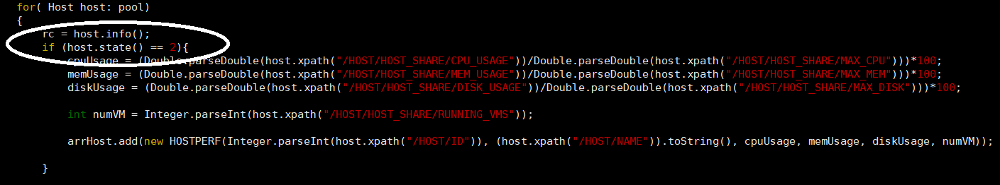 for( Host host: pool)
{
rc = host.info();
if (host.state() == 2){
cpuUsage = (Double.parseDouble(host.xpath("/HOST/HOST_SHARE/CPU_USAGE"))/Double.parseDouble(host.xpath("/HOST/HOST_SHARE/MAX_CPU")))*100;
memUsage = (Double.parseDouble(host.xpath("/HOST/HOST_SHARE/MEM_USAGE"))/Double.parseDouble(host.xpath("/HOST/HOST_SHARE/MAX_MEM")))*100;
diskUsage = (Double.parseDouble(host.xpath("/HOST/HOST_SHARE/DISK_USAGE"))/Double.parseDouble(host.xpath("/HOST/HOST_SHARE/MAX_DISK")))*100;
int numVM = Integer.parseInt(host.xpath("/HOST/HOST_SHARE/RUNNING_VMS"));
arrHost.add(new HOSTPERF(Integer.parseInt(host.xpath("/HOST/ID")), (host.xpath("/HOST/NAME")).toString(), cpuUsage, memUsage, diskUsage, numVM));
}